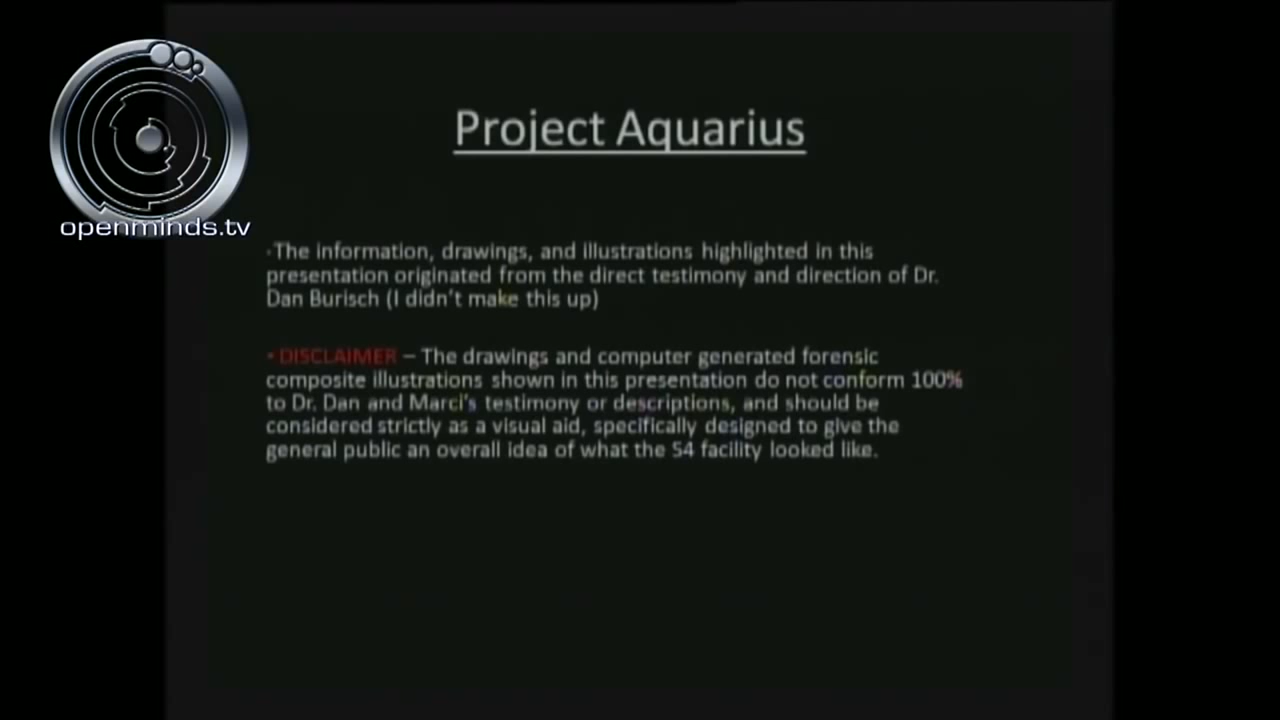 openminds.tv
Project Aquarius
•The information, drawings, and illustrations highlighted in this
presentation originated from the direct testimony and direction of Dr.
Dan Burisch (I didn't make this up)
• DISCLAIMER – The drawings and computer generated forensic
composite illustrations shown in this presentation do not conform 100%
to Dr. Dan and Marci's testimony or descriptions, and should be
considered strictly as a visual aid, specifically designed to give the
general public an overall idea of what the S4 facility looked like.